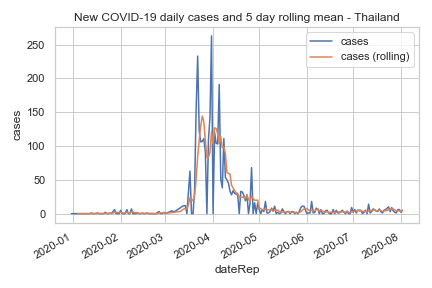 New COVID-19 daily cases and 5 day rolling mean - Thailand
cases
cases (rolling)
250
200
150
100
50
0
cases
2020-01
2020-02
2020-03
2020-04
2020-05
2020-06
2020-07
2020-08
dateRep